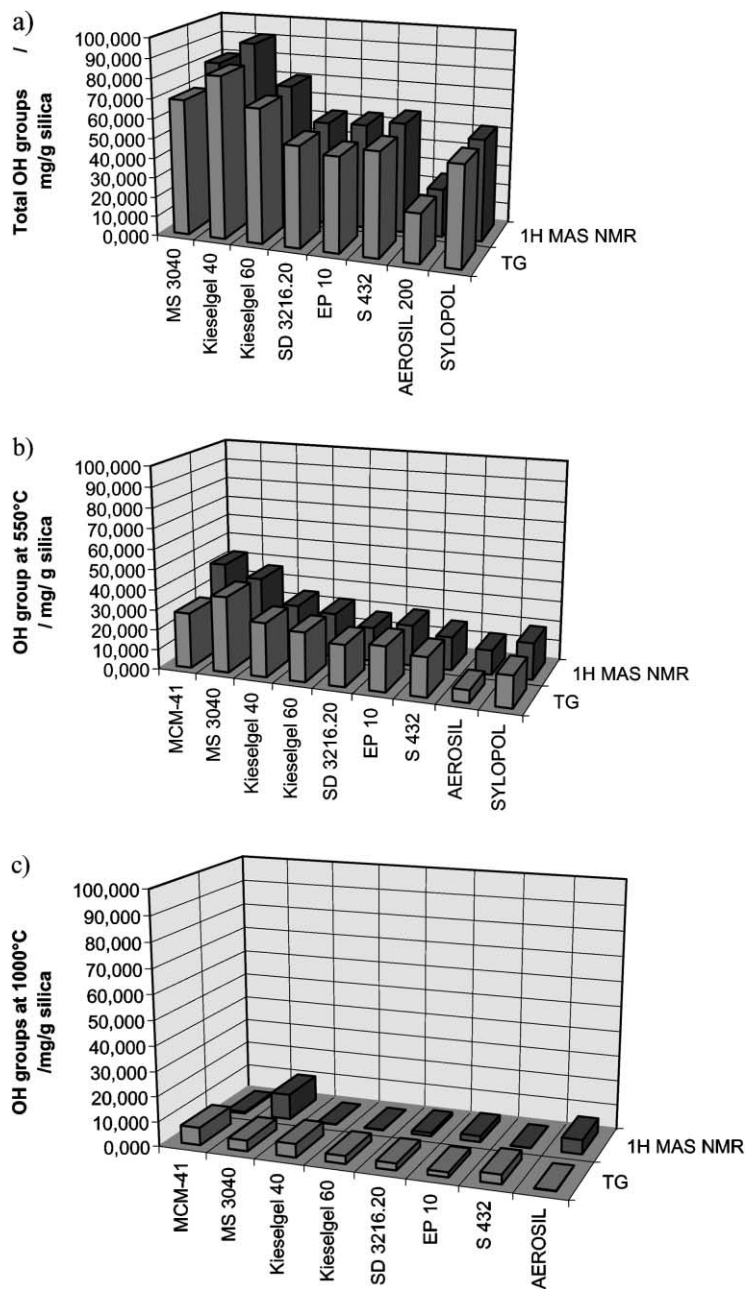 a)
Total OH groups /
mg/g silica
100,000
90,000
80,000
70,000
60,000
50,000
40,000
30,000
20,000
10,000
0,000
MS 3040
Kieselgel 40
Kieselgel 60
SD 3216.20
EP 10
S 432
AEROSIL 200
SYLOPOL
1H MAS NMR
TG
b)
OH group at 550°C
/ mg/ g silica
100,000
90,000
80,000
70,000
60,000
50,000
40,000
30,000
20,000
10,000
0,000
MCM-41
MS 3040
Kieselgel 40
Kieselgel 60
SD 3216.20
EP 10
S 432
AEROSIL
SYLOPOL
1H MAS NMR
TG
c)
OH groups at 1000°C
/mg/g silica
100,000
90,000
80,000
70,000
60,000
50,000
40,000
30,000
20,000
10,000
0,000
MCM-41
MS 3040
Kieselgel 40
Kieselgel 60
SD 3216.20
EP 10
S 432
AEROSIL
1H MAS NMR
TG